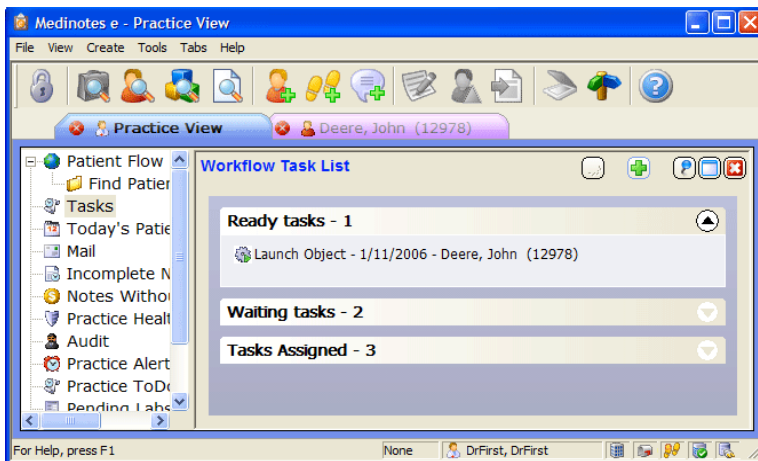 Medinotes e - Practice View
File View Create Tools Tabs Help
Practice View
Deere, John (12978)
Patient Flow
Find Patier
Tasks
Today's Patie
Mail
Incomplete N
Notes Withou
Practice Healt
Audit
Practice Alert
Practice ToDo
Pending Labs
Workflow Task List
Ready tasks - 1
Launch Object - 1/11/2006 - Deere, John (12978)
Waiting tasks - 2
Tasks Assigned - 3
For Help, press F1
None
DrFirst, DrFirst